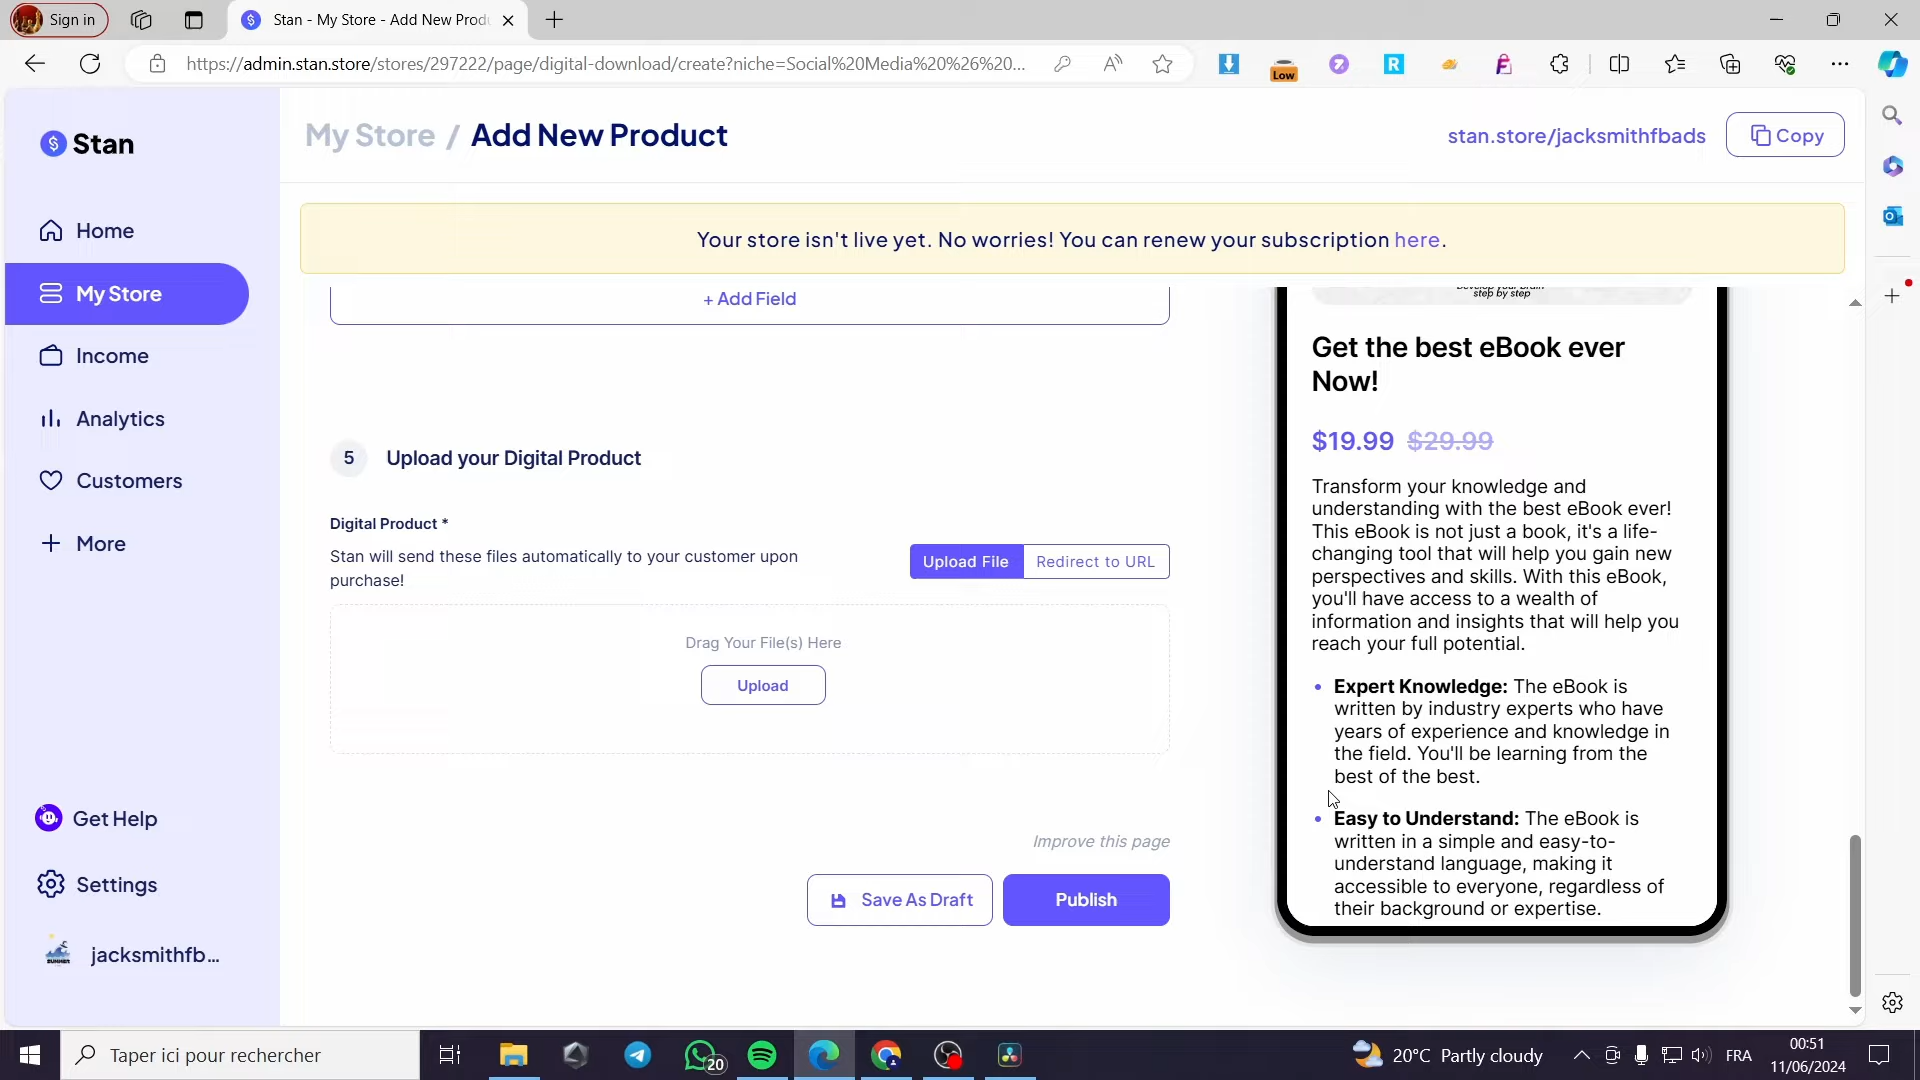 Sign in
Stan - My Store - Add New Produ
https://admin.stan.store/stores/297222/page/digital-download/create?niche=Social%20Media%20%26%20...
Low
Stan
My Store / Add New Product
stan.store/jacksmithfbads
Copy
Home
My Store
Income
Analytics
Customers
More
Get Help
Settings
jacksmithfb...
Your store isn't live yet. No worries! You can renew your subscription here.
+ Add Field
5 Upload your Digital Product
Digital Product *
Stan will send these files automatically to your customer upon
purchase!
Upload File
Redirect to URL
Drag Your File(s) Here
Upload
Improve this page
Save As Draft
Publish
Develop your brain
step by step
Get the best eBook ever
Now!
$19.99 $29.99
Transform your knowledge and
understanding with the best eBook ever!
This eBook is not just a book, it's a life-
changing tool that will help you gain new
perspectives and skills. With this eBook,
you'll have access to a wealth of
information and insights that will help you
reach your full potential.
• Expert Knowledge: The eBook is
written by industry experts who have
years of experience and knowledge in
the field. You'll be learning from the
best of the best.
• Easy to Understand: The eBook is
written in a simple and easy-to-
understand language, making it
accessible to everyone, regardless of
their background or expertise.
Taper ici pour rechercher
20
20°C Partly cloudy
FRA
00:51
11/06/2024